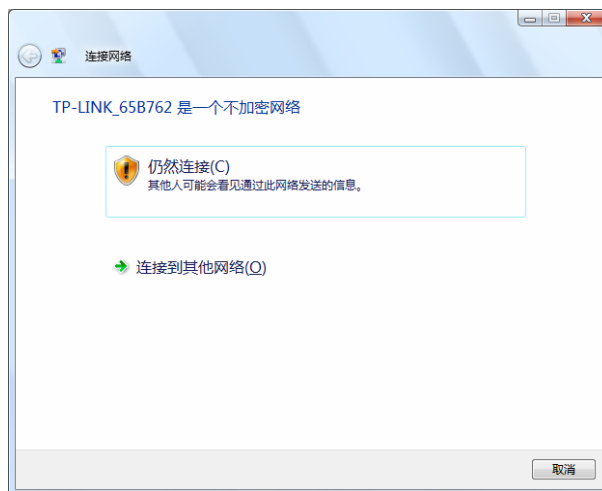 连接网络
TP-LINK_65B762 是一个不加密网络
仍然连接(C)
其他人可能会看见通过此网络发送的信息。
连接到其他网络(O)
取消